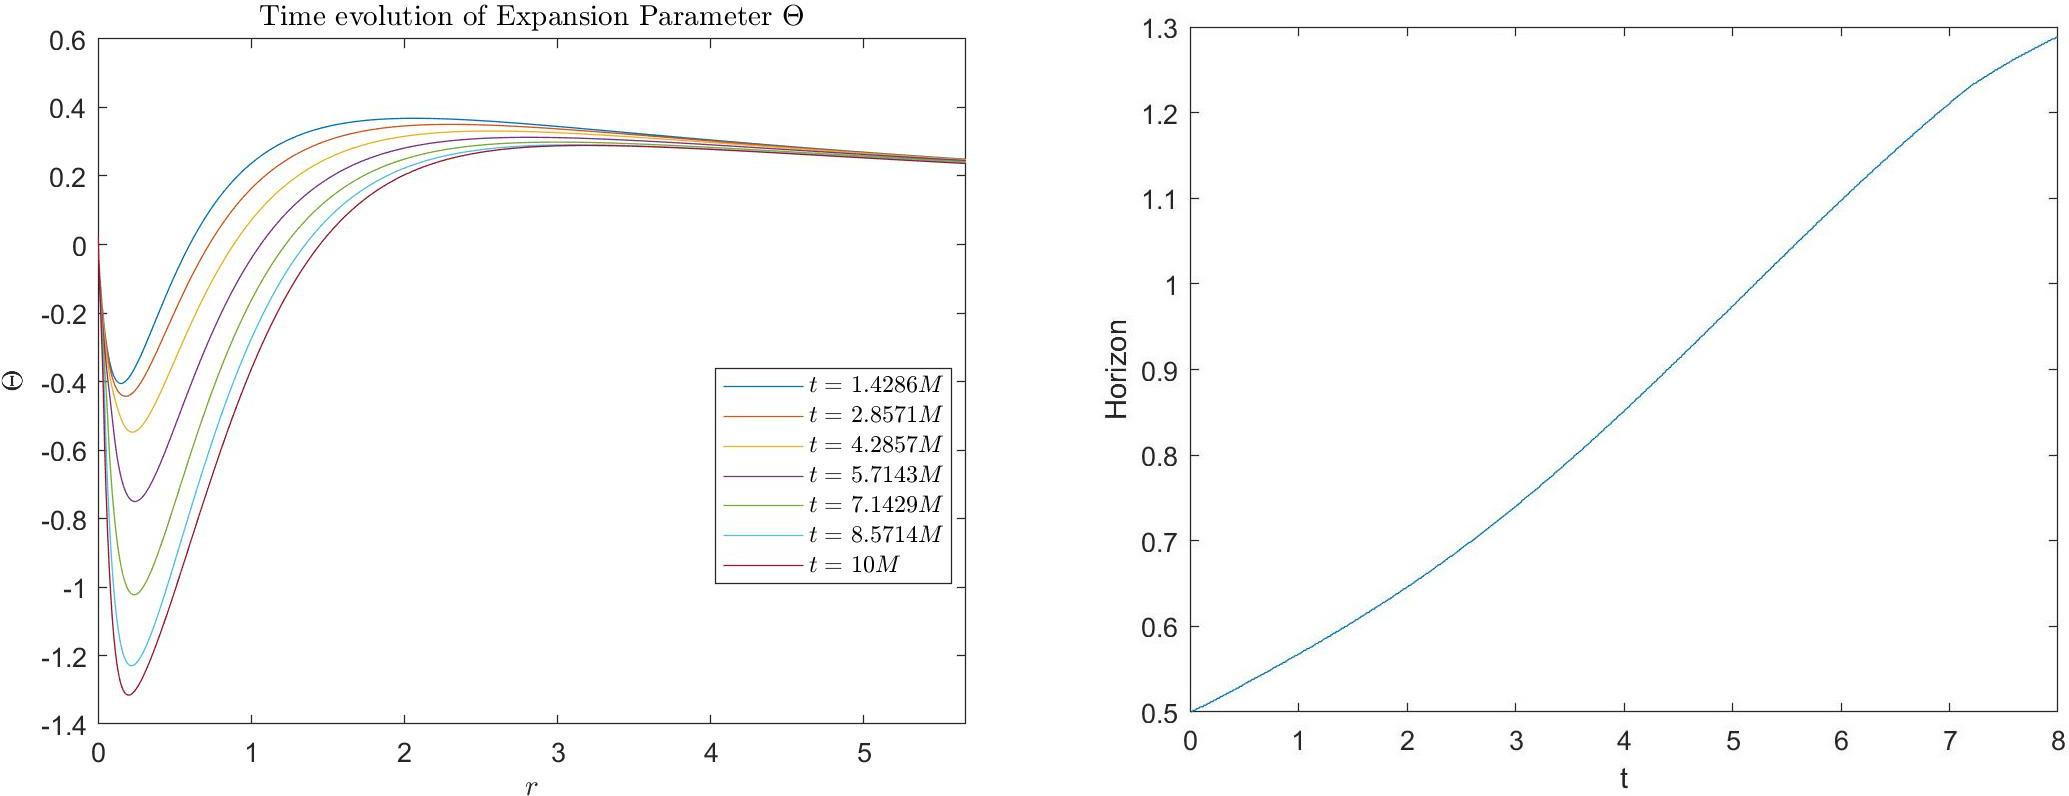 Time evolution of Expansion Parameter Θ
0.6
0.4
0.2
0
-0.2
-0.4
-0.6
-0.8
-1
-1.2
-1.4
Θ
0 1 2 3 4 5
r
t = 1.4286M
t = 2.8571M
t = 4.2857M
t = 5.7143M
t = 7.1429M
t = 8.5714M
t = 10M
1.3
1.2
1.1
1
0.9
0.8
0.7
0.6
0.5
Horizon
0 1 2 3 4 5 6 7 8
t